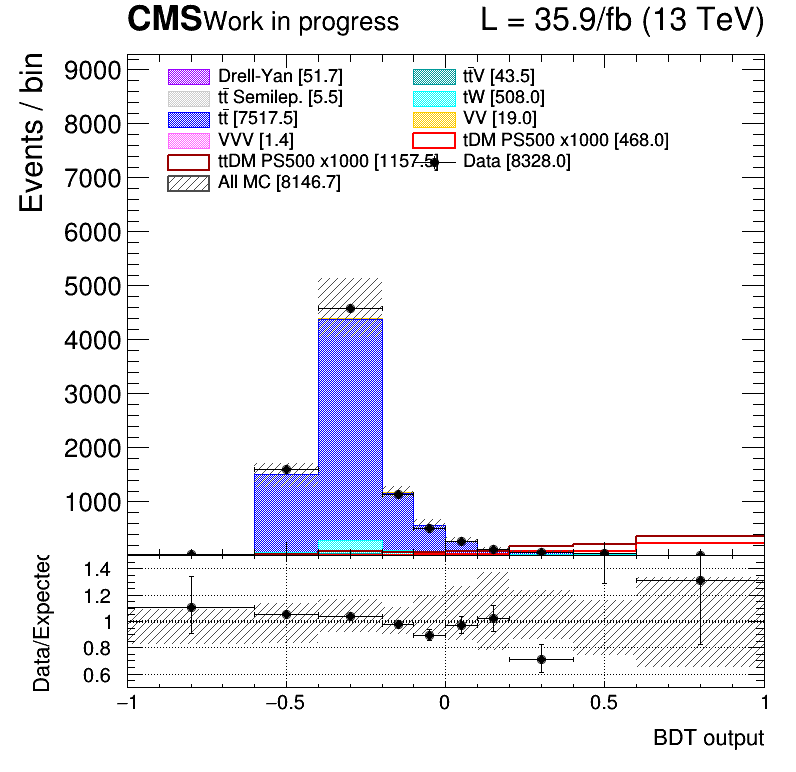 CMS Work in progress L = 35.9/fb (13 TeV)
Events / bin
9000
8000
7000
6000
5000
4000
3000
2000
1000
Drell-Yan [51.7] tt̄V [43.5]
tt̄ Semilep. [5.5] tW [508.0]
tt̄ [7517.5] VV [19.0]
VVV [1.4] tDM PS500 x1000 [468.0]
ttDM PS500 x1000 [1157.5] Data [8328.0]
All MC [8146.7]
Data/Expected
1.4
1.2
1
0.8
0.6
−1 −0.5 0 0.5 1
BDT output